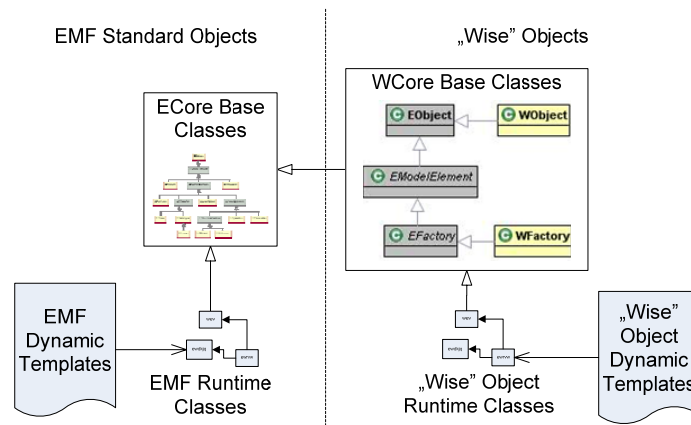 EMF Standard Objects
„Wise” Objects
ECore Base
Classes
WCore Base Classes
C EObject
C WObject
C EModelElement
C EFactory
C WFactory
EMF
Dynamic
Templates
EMF Runtime
Classes
„Wise” Object
Runtime Classes
„Wise”
Object
Dynamic
Templates